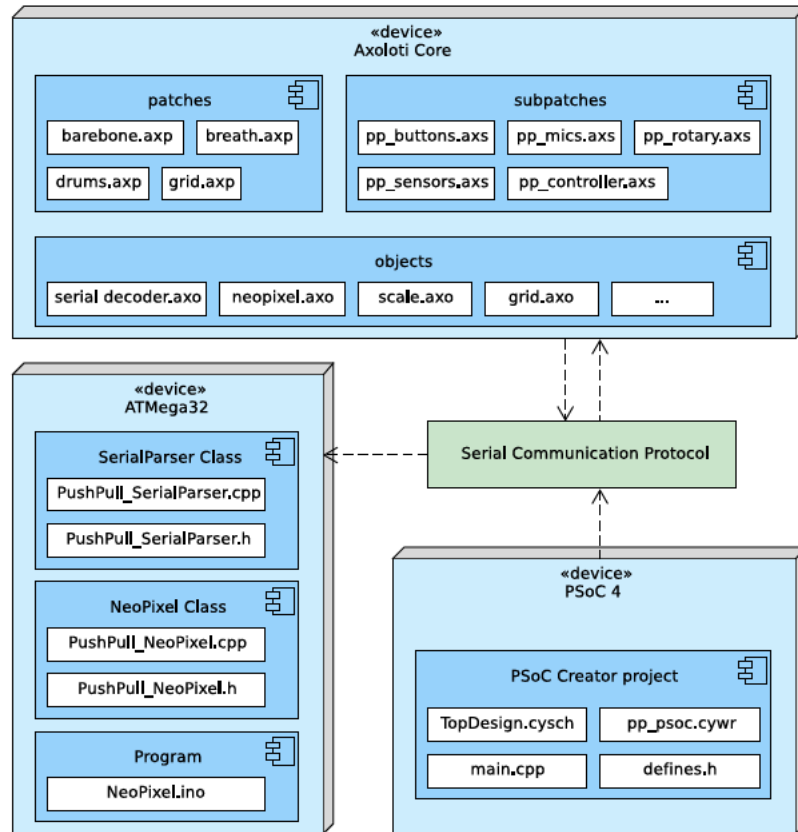 «device»
Axoloti Core
patches
barebone.axp
breath.axp
drums.axp
grid.axp
subpatches
pp_buttons.axs
pp_mics.axs
pp_rotary.axs
pp_sensors.axs
pp_controller.axs
objects
serial decoder.axo
neopixel.axo
scale.axo
grid.axo
...
«device»
ATMega32
SerialParser Class
PushPull_SerialParser.cpp
PushPull_SerialParser.h
NeoPixel Class
PushPull_NeoPixel.cpp
PushPull_NeoPixel.h
Program
NeoPixel.ino
Serial Communication Protocol
«device»
PSoC 4
PSoC Creator project
TopDesign.cysch
pp_psoc.cywr
main.cpp
defines.h